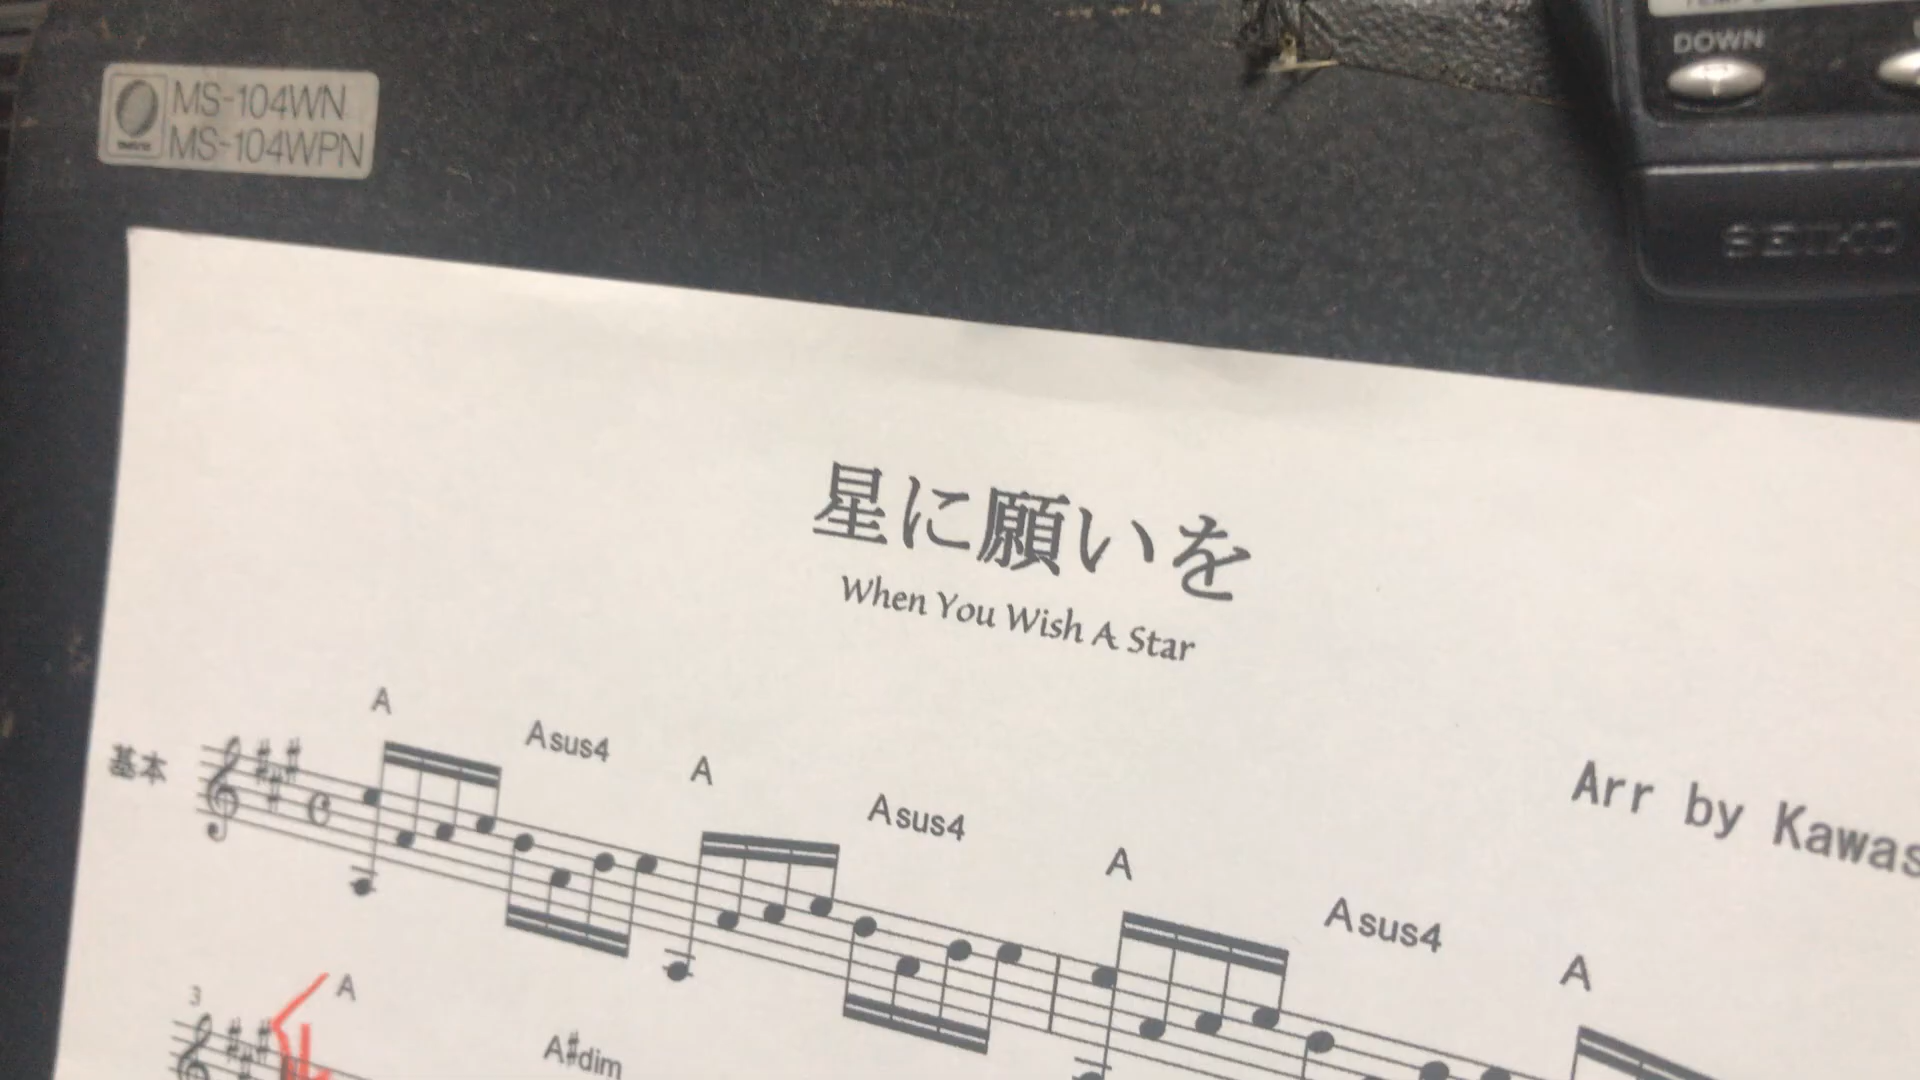 MS-104WN
MS-104WPN
DOWN
SEIKO
星に願いを
When You Wish A Star
Arr by Kawas
基本
A Asus4 A Asus4 A Asus4 A
3
A A#dim